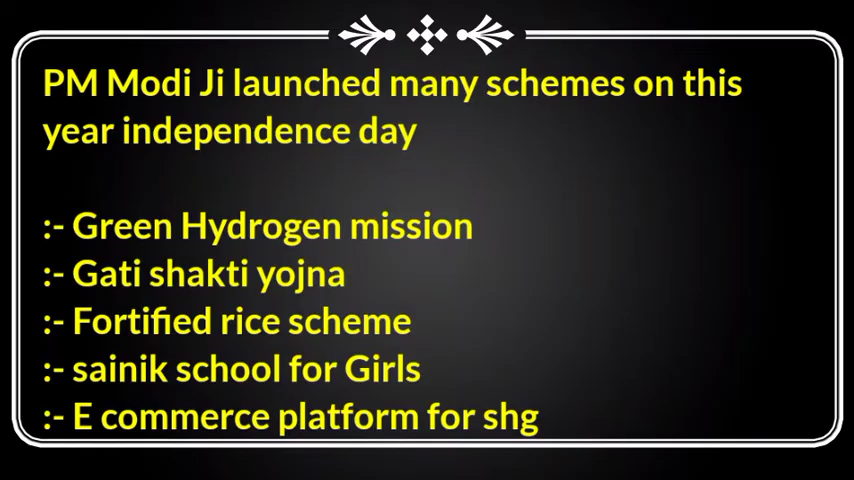 PM Modi Ji launched many schemes on this
year independence day
:- Green Hydrogen mission
:- Gati shakti yojna
:- Fortified rice scheme
:- sainik school for Girls
:- E commerce platform for shg